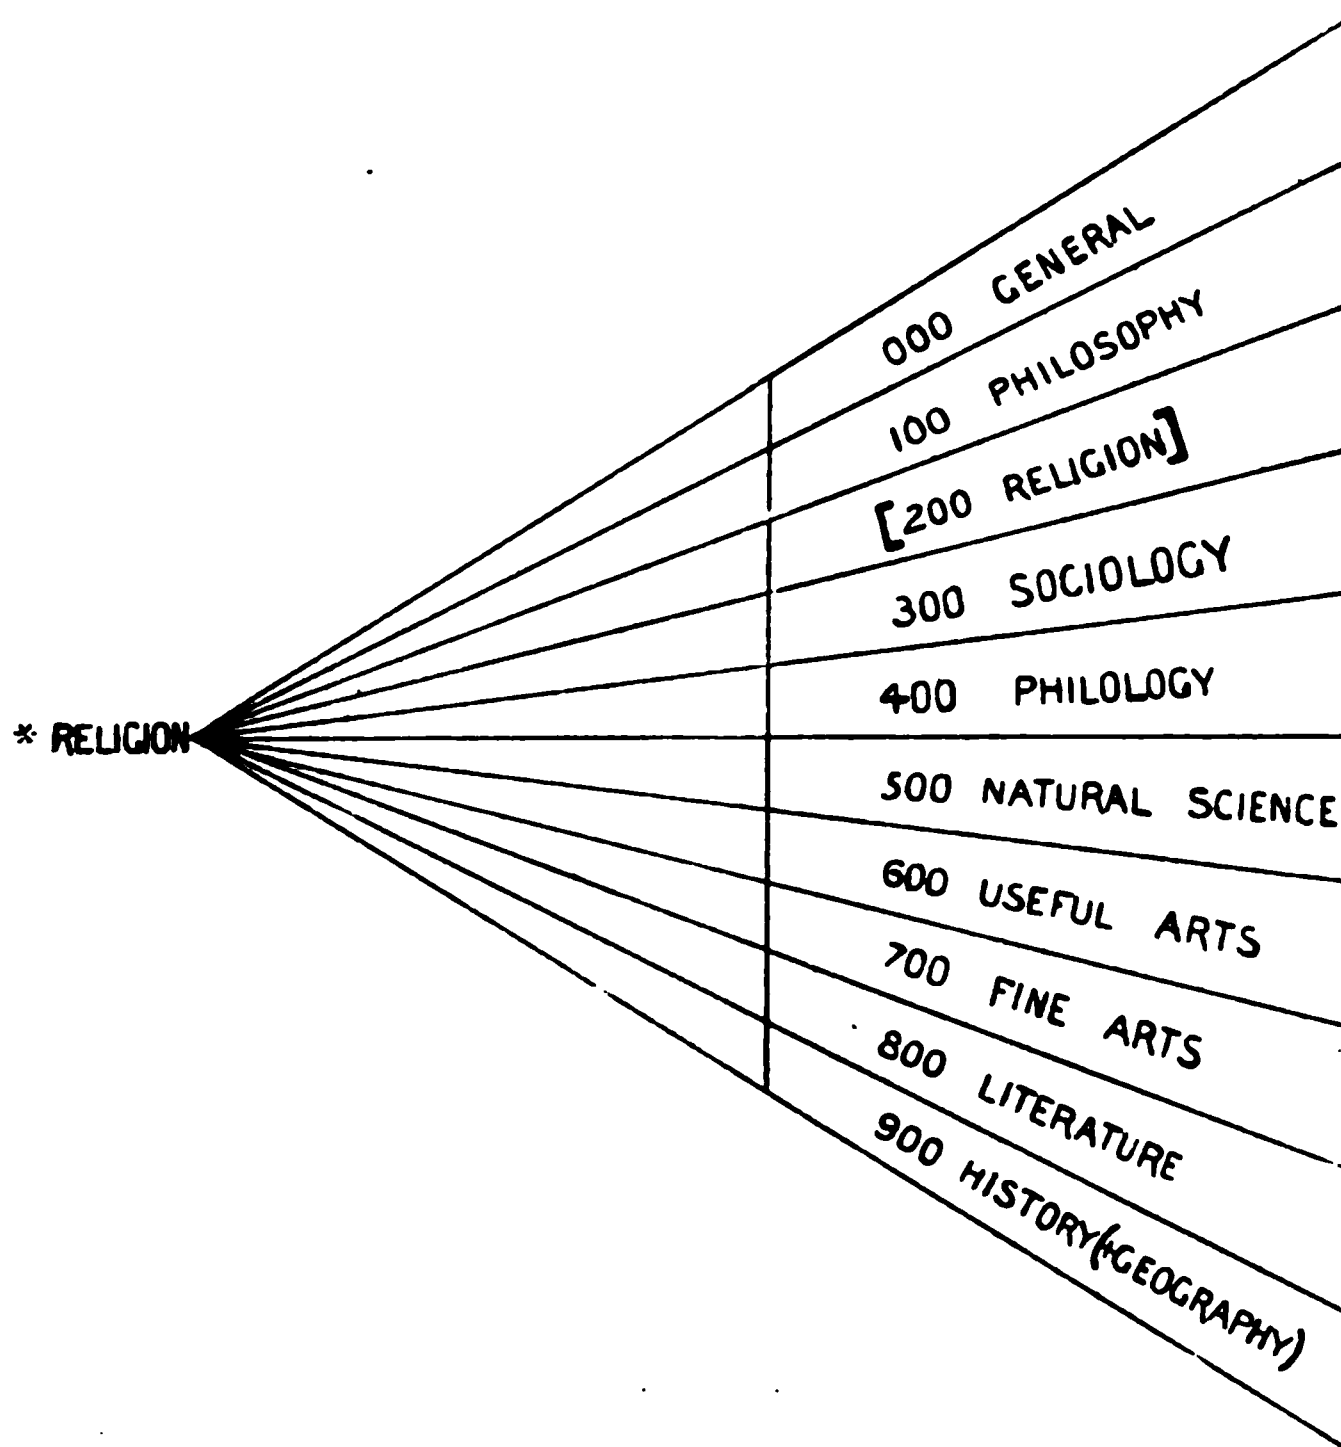 000 GENERAL
100 PHILOSOPHY
[200 RELIGION]
300 SOCIOLOGY
400 PHILOLOGY
* RELIGION
500 NATURAL SCIENCE
600 USEFUL ARTS
700 FINE ARTS
800 LITERATURE
900 HISTORY (+GEOGRAPHY)